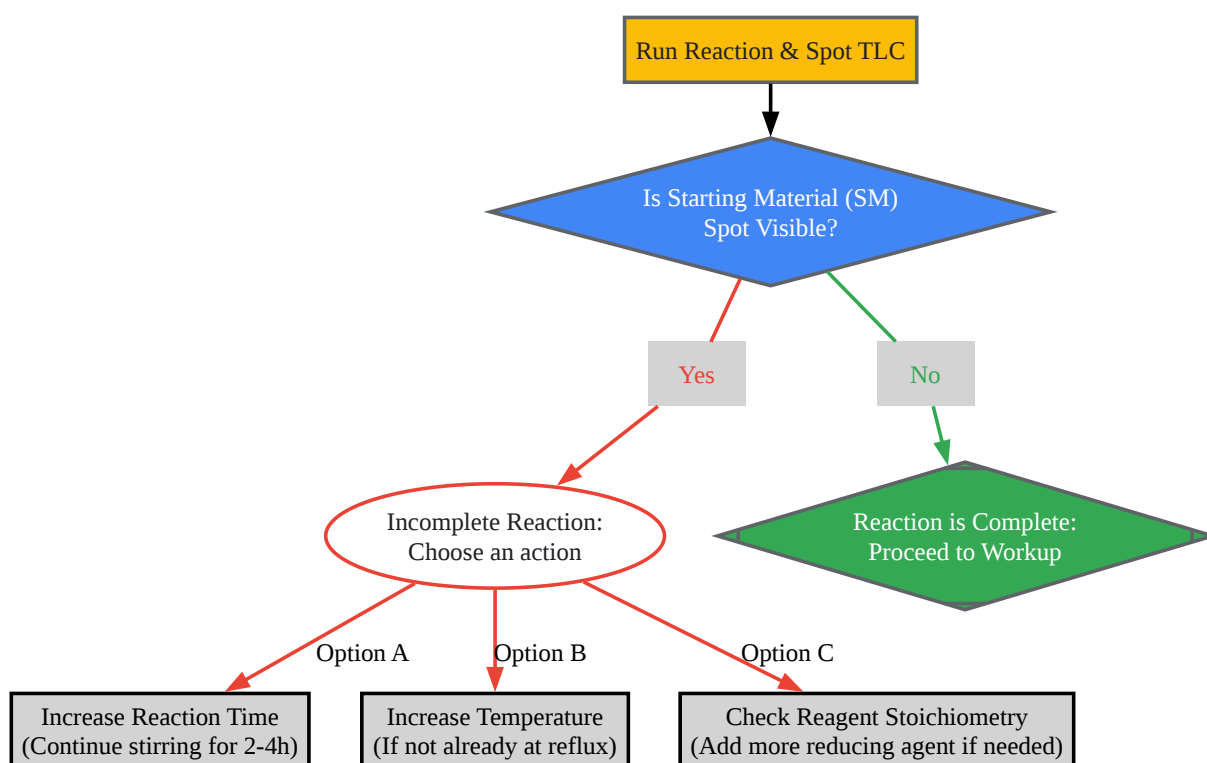 Run Reaction & Spot TLC
Is Starting Material (SM)
Spot Visible?
Yes
No
Incomplete Reaction:
Choose an action
Reaction is Complete:
Proceed to Workup
Option A
Option B
Option C
Increase Reaction Time
(Continue stirring for 2-4h)
Increase Temperature
(If not already at reflux)
Check Reagent Stoichiometry
(Add more reducing agent if needed)